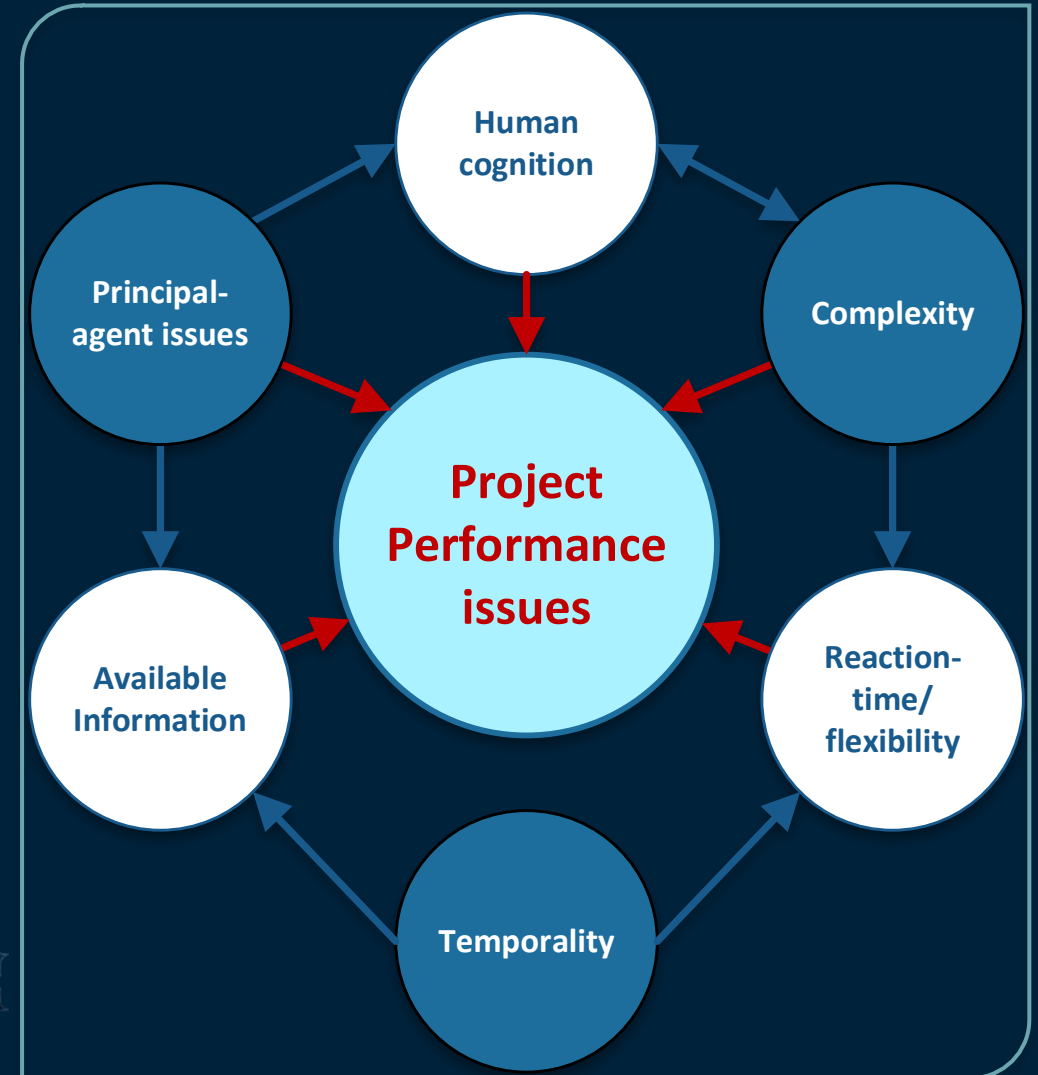 Human
cognition
Principal-
agent issues
Complexity
Project
Performance
issues
Available
Information
Reaction-
time/
flexibility
Temporality